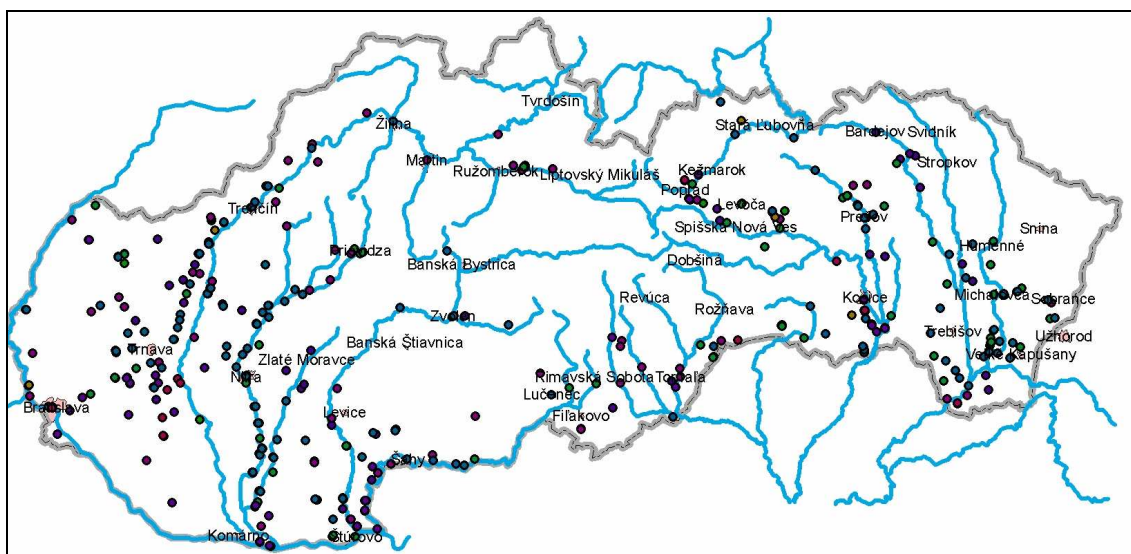 Tvrdošín
Žilina
Stará Ľubovňa
Bardejov
Svidník
Martin
Ružomberok
Liptovský Mikuláš
Kežmarok
Stropkov
Poprad
Trenčín
Levoča
Prešov
Spišská Nová Ves
Snina
Prievidza
Humenné
Banská Bystrica
Dobšina
Revúca
Rožňava
Košice
Michalovce
Sobrance
Zvolen
Banská Štiavnica
Trebišov
Užhorod
Trnava
Zlaté Moravce
Veľké Kapušany
Nitra
Rimavská Sobota
Tornaľa
Lučenec
Bratislava
Levice
Fiľakovo
Šahy
Komárno
Štúrovo